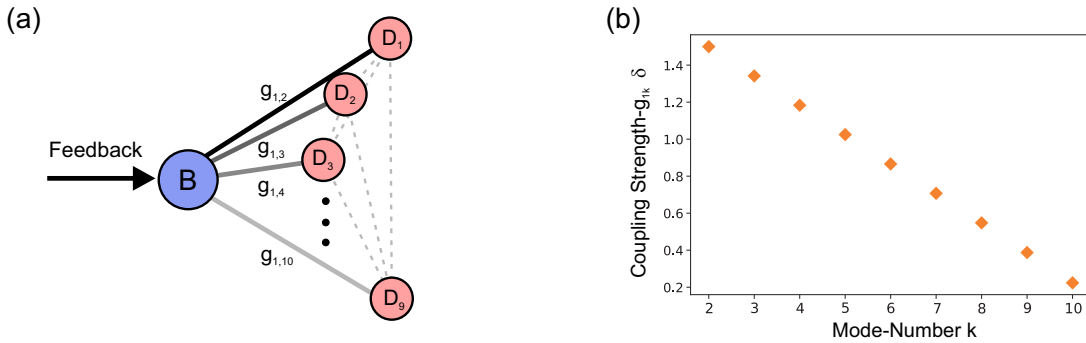 (a)
D₁
g₁,₂
D₂
Feedback
g₁,₃
D₃
B
g₁,₄
g₁,₁₀
D₉
(b)
Coupling Strength-g₁ₖ δ
1.4
1.2
1.0
0.8
0.6
0.4
0.2
2 3 4 5 6 7 8 9 10
Mode-Number k